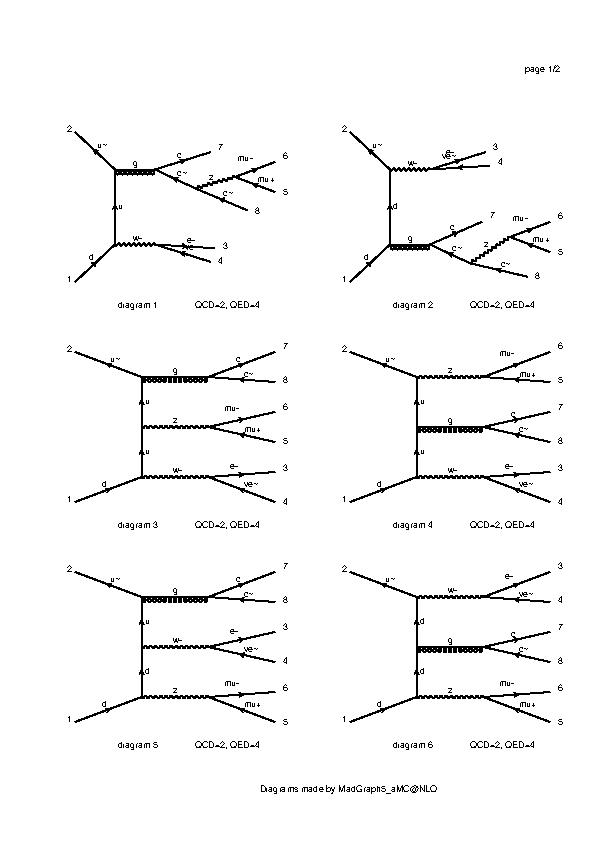 page 1/2
2
u~
g
c
7
c~
z
mu-
6
mu+
5
c~
8
u
d
w-
e-
3
4
1
diagram 1 QCD=2, QED=4
2
u~
w-
e-
ve~
3
4
d
g
c
7
c~
z
mu-
6
mu+
5
c~
8
d
1
diagram 2 QCD=2, QED=4
2
u~
g
c
7
c~
8
u
z
mu-
6
mu+
5
u
d
w-
e-
3
ve~
4
1
diagram 3 QCD=2, QED=4
2
u~
z
mu-
6
mu+
5
u
g
c
7
c~
8
u
d
w-
e-
3
ve~
4
1
diagram 4 QCD=2, QED=4
2
u~
g
c
7
c~
8
u
w-
e-
3
ve~
4
d
d
z
mu-
6
mu+
5
1
diagram 5 QCD=2, QED=4
2
u~
w-
e-
3
ve~
4
d
g
c
7
c~
8
d
d
z
mu-
6
mu+
5
1
diagram 6 QCD=2, QED=4
Diagrams made by MadGraph5_aMC@NLO